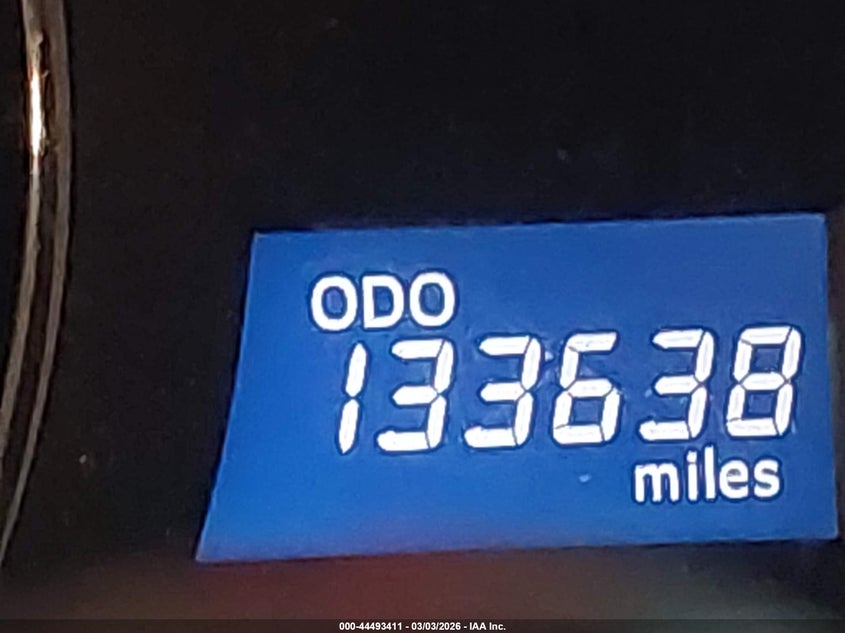 ODO
133638
miles
000-44493411 - 03/03/2026 - IAA Inc.